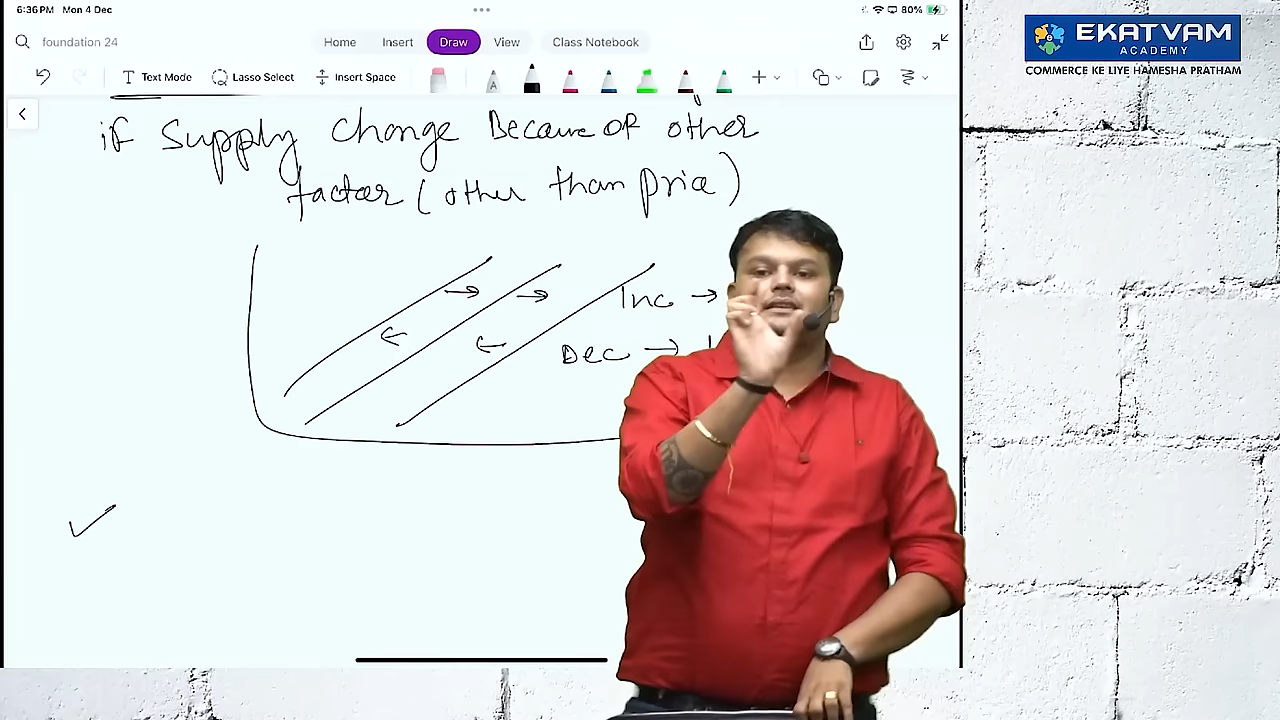 6:36 PM Mon 4 Dec
80%
foundation 24
Home Insert Draw View Class Notebook
Text Mode Lasso Select Insert Space
if Supply Change Because OF other
factor (other than price)
Inc →
Dec →
EKATVAM
ACADEMY
COMMERCE KE LIYE HAMESHA PRATHAM